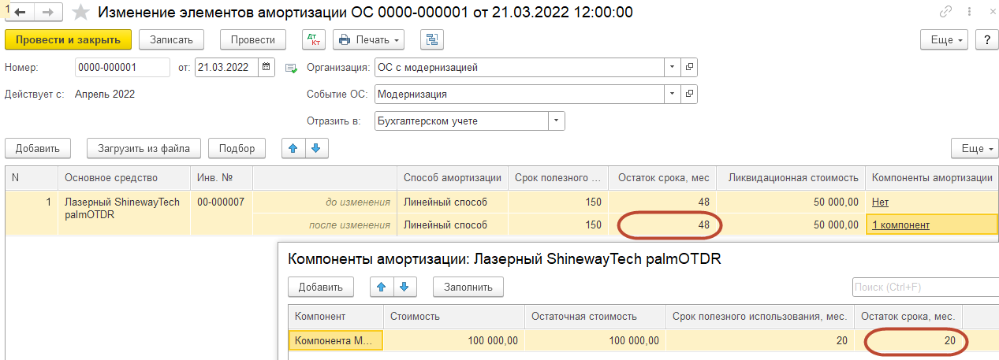 1
Изменение элементов амортизации ОС 0000-000001 от 21.03.2022 12:00:00
Провести и закрыть Записать Провести Дт Кт Печать Еще ?
Номер: 0000-000001 от: 21.03.2022 Организация: ОС с модернизацией
Действует с: Апрель 2022 Событие ОС: Модернизация
Отразить в: Бухгалтерском учете
Добавить Загрузить из файла Подбор Еще
N Основное средство Инв. № Способ амортизации Срок полезного ... Остаток срока, мес Ликвидационная стоимость Компоненты амортизации
1 Лазерный ShinewayTech palmOTDR 00-000007 до изменения Линейный способ 150 48 50 000,00 Нет
после изменения Линейный способ 150 48 50 000,00 1 компонент
Компоненты амортизации: Лазерный ShinewayTech palmOTDR
Добавить Заполнить Поиск (Ctrl+F)
Компонент Стоимость Остаточная стоимость Срок полезного использования, мес. Остаток срока, мес.
Компонента М... 100 000,00 100 000,00 20 20